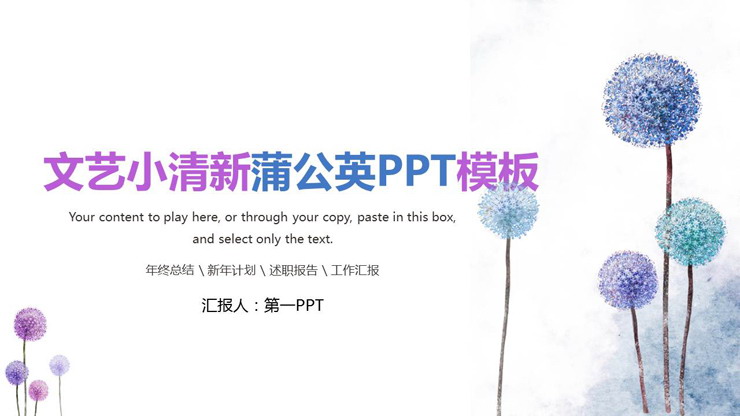 文艺小清新蒲公英PPT模板
Your content to play here, or through your copy, paste in this box,
and select only the text.
年终总结 \ 新年计划 \ 述职报告 \ 工作汇报
汇报人：第一PPT